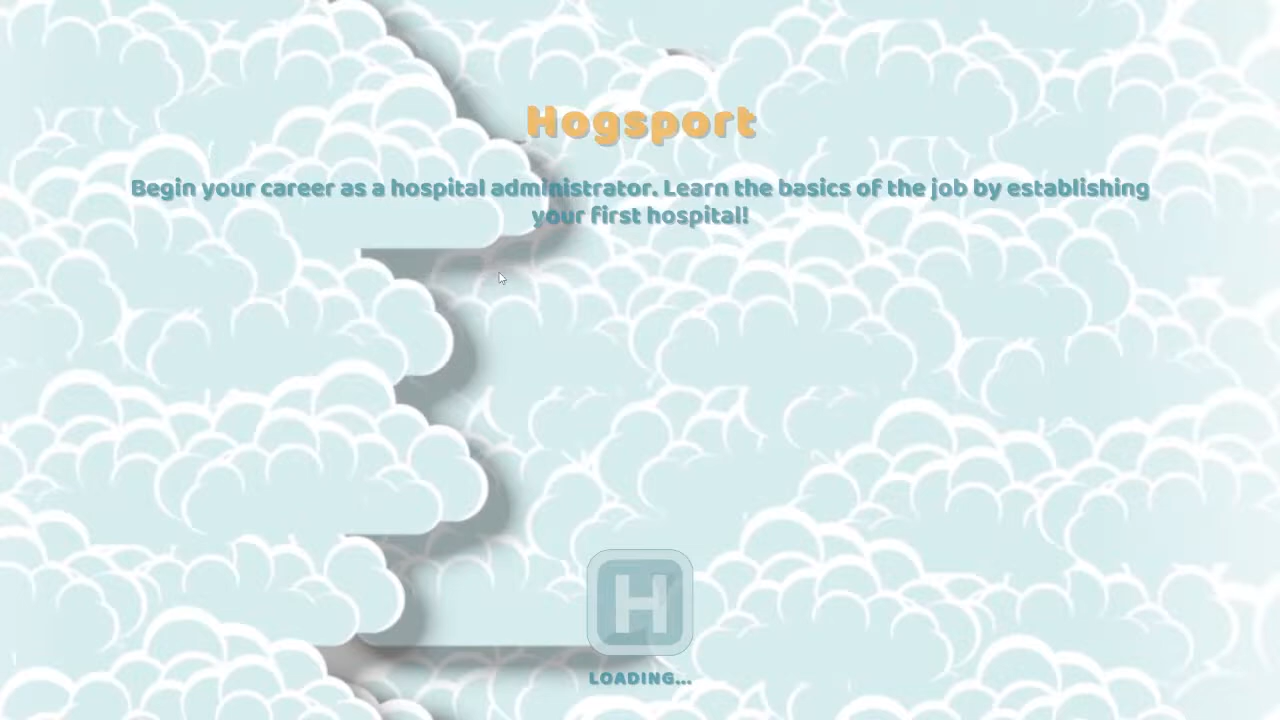 Hogsport
Begin your career as a hospital administrator. Learn the basics of the job by establishing
your first hospital!
H
LOADING...